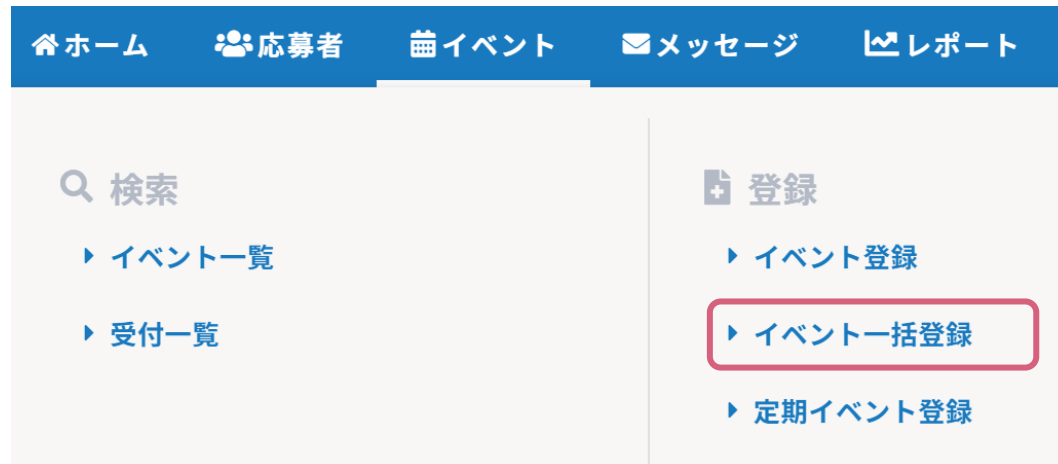 ホーム 応募者 イベント メッセージ レポート
検索
イベント一覧
受付一覧
登録
イベント登録
イベント一括登録
定期イベント登録